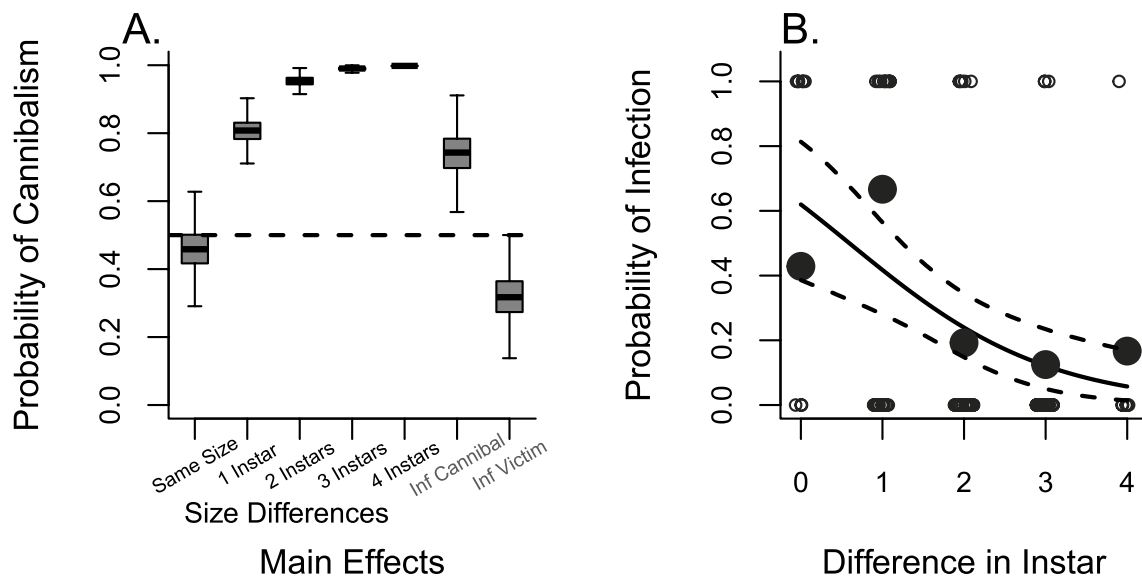 A.
Probability of Cannibalism
1.0
0.8
0.6
0.4
0.2
0.0
Same Size
1 Instar
2 Instars
3 Instars
4 Instars
Inf Cannibal
Inf Victim
Size Differences
Main Effects
B.
Probability of Infection
1.0
0.8
0.6
0.4
0.2
0.0
0 1 2 3 4
Difference in Instar